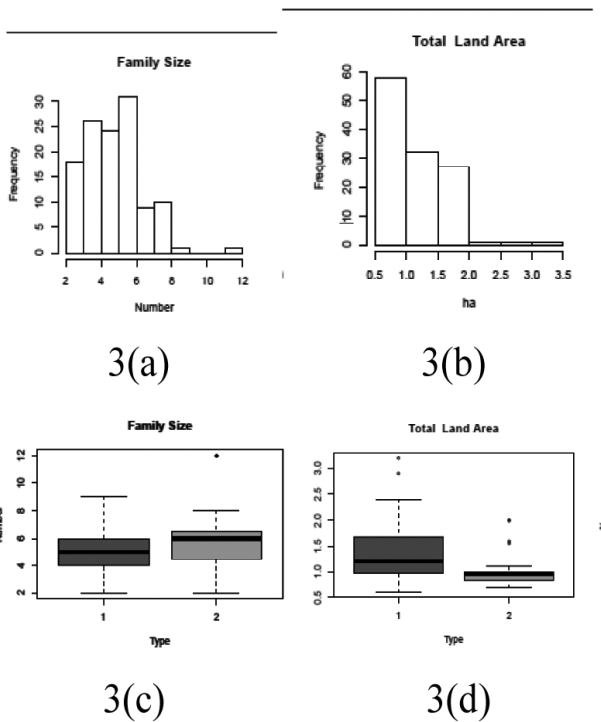 Family Size
Frequency
0 5 10 15 20 25 30
2 4 6 8 10 12
Number
3(a)
Total Land Area
Frequency
0 10 20 30 40 50 60
0.5 1.0 1.5 2.0 2.5 3.0 3.5
ha
3(b)
Family Size
2 4 6 8 10 12
1 2
Type
3(c)
Total Land Area
0.5 1.0 1.5 2.0 2.5 3.0
1 2
Type
3(d)